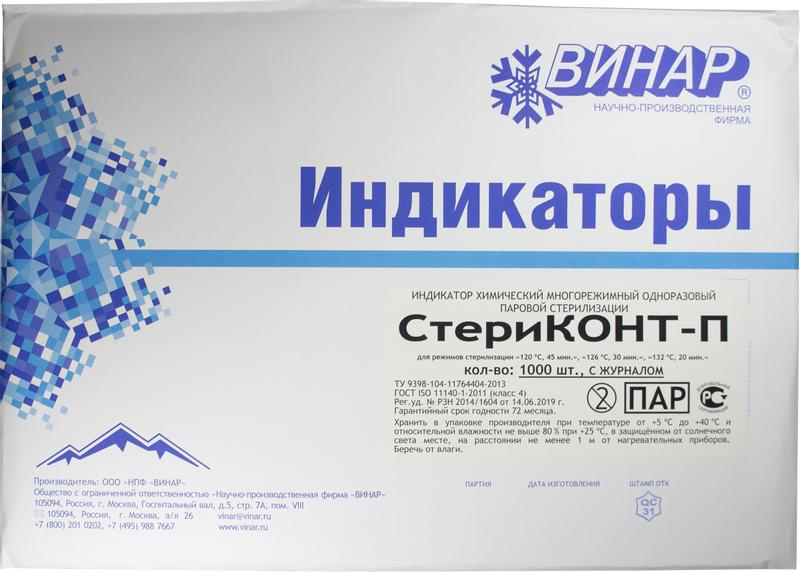 ВИНАР®
НАУЧНО-ПРОИЗВОДСТВЕННАЯ
ФИРМА
Индикаторы
ИНДИКАТОР ХИМИЧЕСКИЙ МНОГОРЕЖИМНЫЙ ОДНОРАЗОВЫЙ
ПАРОВОЙ СТЕРИЛИЗАЦИИ
СтериКОНТ-П
для режимов стерилизации «120 °С, 45 мин.», «126 °С, 30 мин.», «132 °С, 20 мин.»
кол-во: 1000 шт., С ЖУРНАЛОМ
ТУ 9398-104-11764404-2013
ГОСТ ISO 11140-1-2011 (класс 4)
Рег.уд. № РЗН 2014/1604 от 14.06.2019 г.
Гарантийный срок годности 72 месяца.
2
ПАР
ДОБРОВОЛЬНАЯ
РС
СЕРТИФИКАЦИЯ
Хранить в упаковке производителя при температуре от +5 °С до +40 °С и
относительной влажности не выше 80 % при +25 °С, в защищённом от солнечного
света месте, на расстоянии не менее 1 м от нагревательных приборов.
Беречь от влаги.
Производитель: ООО «НПФ «ВИНАР»
Общество с ограниченной ответственностью «Научно-производственная фирма «ВИНАР»
105094, Россия, г. Москва, Госпитальный вал, д.5, стр. 7А, пом. VIII
105094, Россия, г. Москва, а/я 26 vinar@vinar.ru
+7 (800) 201 0202, +7 (495) 988 7667 www.vinar.ru
ПАРТИЯ ДАТА ИЗГОТОВЛЕНИЯ ШТАМП ОТК
QC
31